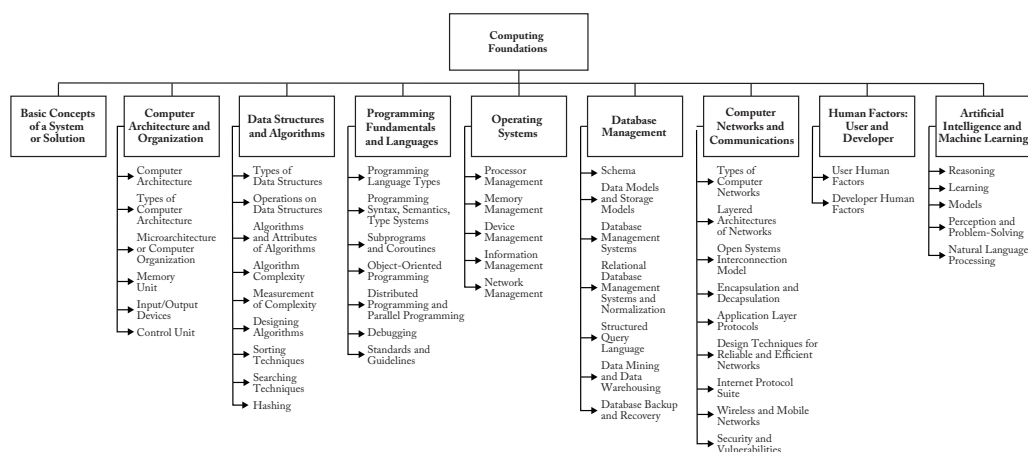 Computing
Foundations
Basic Concepts
of a System
or Solution
Computer
Architecture and
Organization
Computer
Architecture
Types of
Computer
Architecture
Microarchitecture
or Computer
Organization
Memory
Unit
Input/Output
Devices
Control Unit
Data Structures
and Algorithms
Types of
Data Structures
Operations on
Data Structures
Algorithms
and Attributes
of Algorithms
Algorithm
Complexity
Measurement
of Complexity
Designing
Algorithms
Sorting
Techniques
Searching
Techniques
Hashing
Programming
Fundamentals
and Languages
Programming
Language Types
Programming
Syntax, Semantics,
Type Systems
Subprograms
and Coroutines
Object-Oriented
Programming
Distributed
Programming and
Parallel Programming
Debugging
Standards and
Guidelines
Operating
Systems
Processor
Management
Memory
Management
Device
Management
Information
Management
Network
Management
Database
Management
Schema
Data Models
and Storage
Models
Database
Management
Systems
Relational
Database
Management
Systems and
Normalization
Structured
Query
Language
Data Mining
and Data
Warehousing
Database Backup
and Recovery
Computer
Networks and
Communications
Types of
Computer
Networks
Layered
Architectures
of Networks
Open Systems
Interconnection
Model
Encapsulation and
Decapsulation
Application Layer
Protocols
Design Techniques for
Reliable and Efficient
Networks
Internet Protocol
Suite
Wireless and Mobile
Networks
Security and
Vulnerabilities
Human Factors:
User and
Developer
User Human
Factors
Developer Human
Factors
Artificial
Intelligence and
Machine Learning
Reasoning
Learning
Models
Perception and
Problem-Solving
Natural Language
Processing